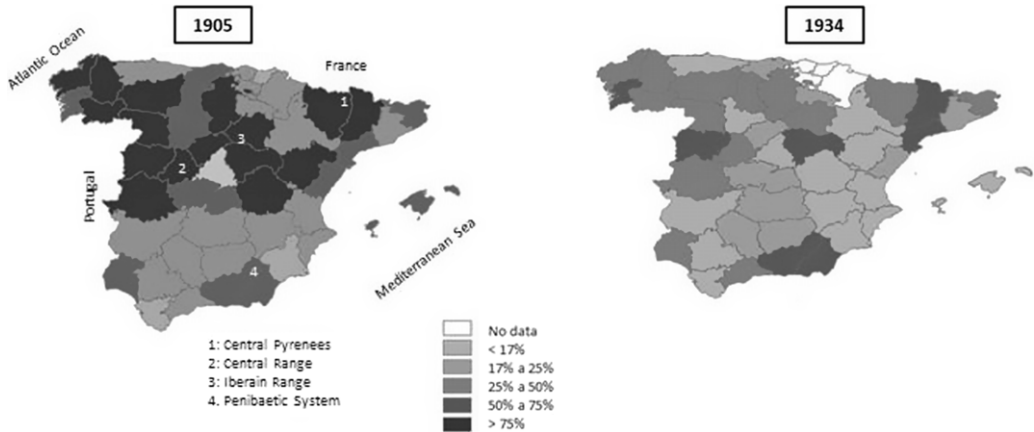 1905
1934
Atlantic Ocean
France
1
3
2
Portugal
4
Mediterranean Sea
1: Central Pyrenees
2: Central Range
3: Iberain Range
4. Penibaetic System
No data
< 17%
17% a 25%
25% a 50%
50% a 75%
> 75%